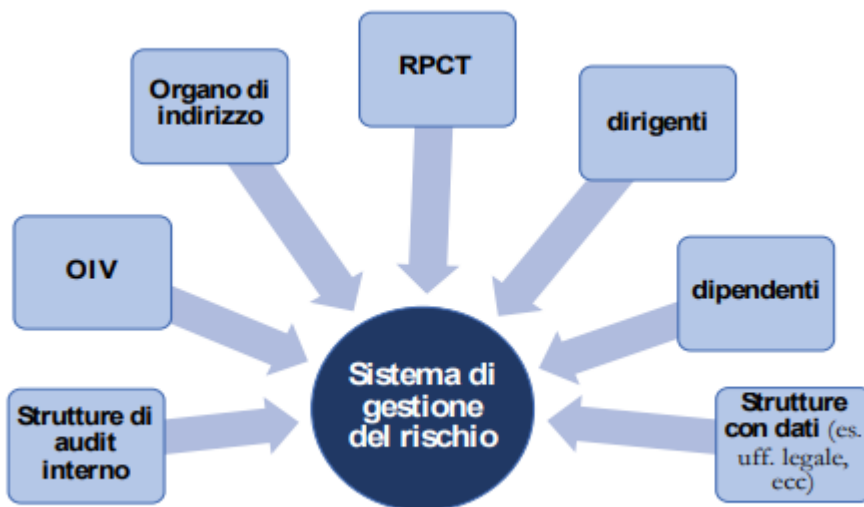 RPCT
Organo di
indirizzo
dirigenti
OIV
dipendenti
Sistema di
gestione
del rischio
Strutture di
audit
interno
Strutture
con dati (es.
uff. legale,
ecc)